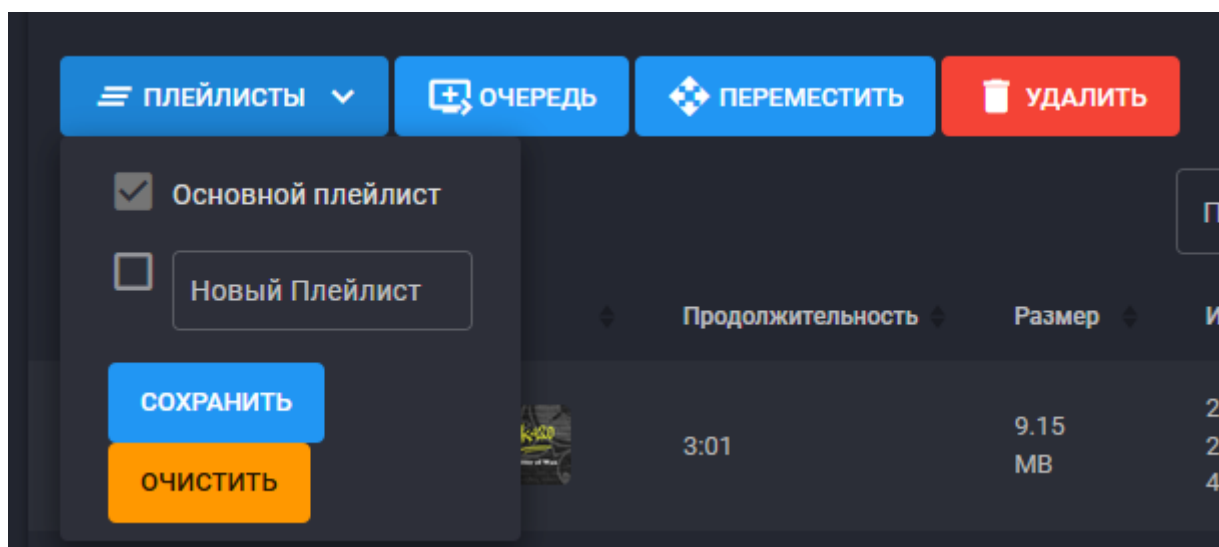 ПЛЕЙЛИСТЫ ОЧЕРЕДЬ ПЕРЕМЕСТИТЬ УДАЛИТЬ
Основной плейлист
Новый Плейлист
Продолжительность Размер
СОХРАНИТЬ
3:01
9.15
MB
ОЧИСТИТЬ